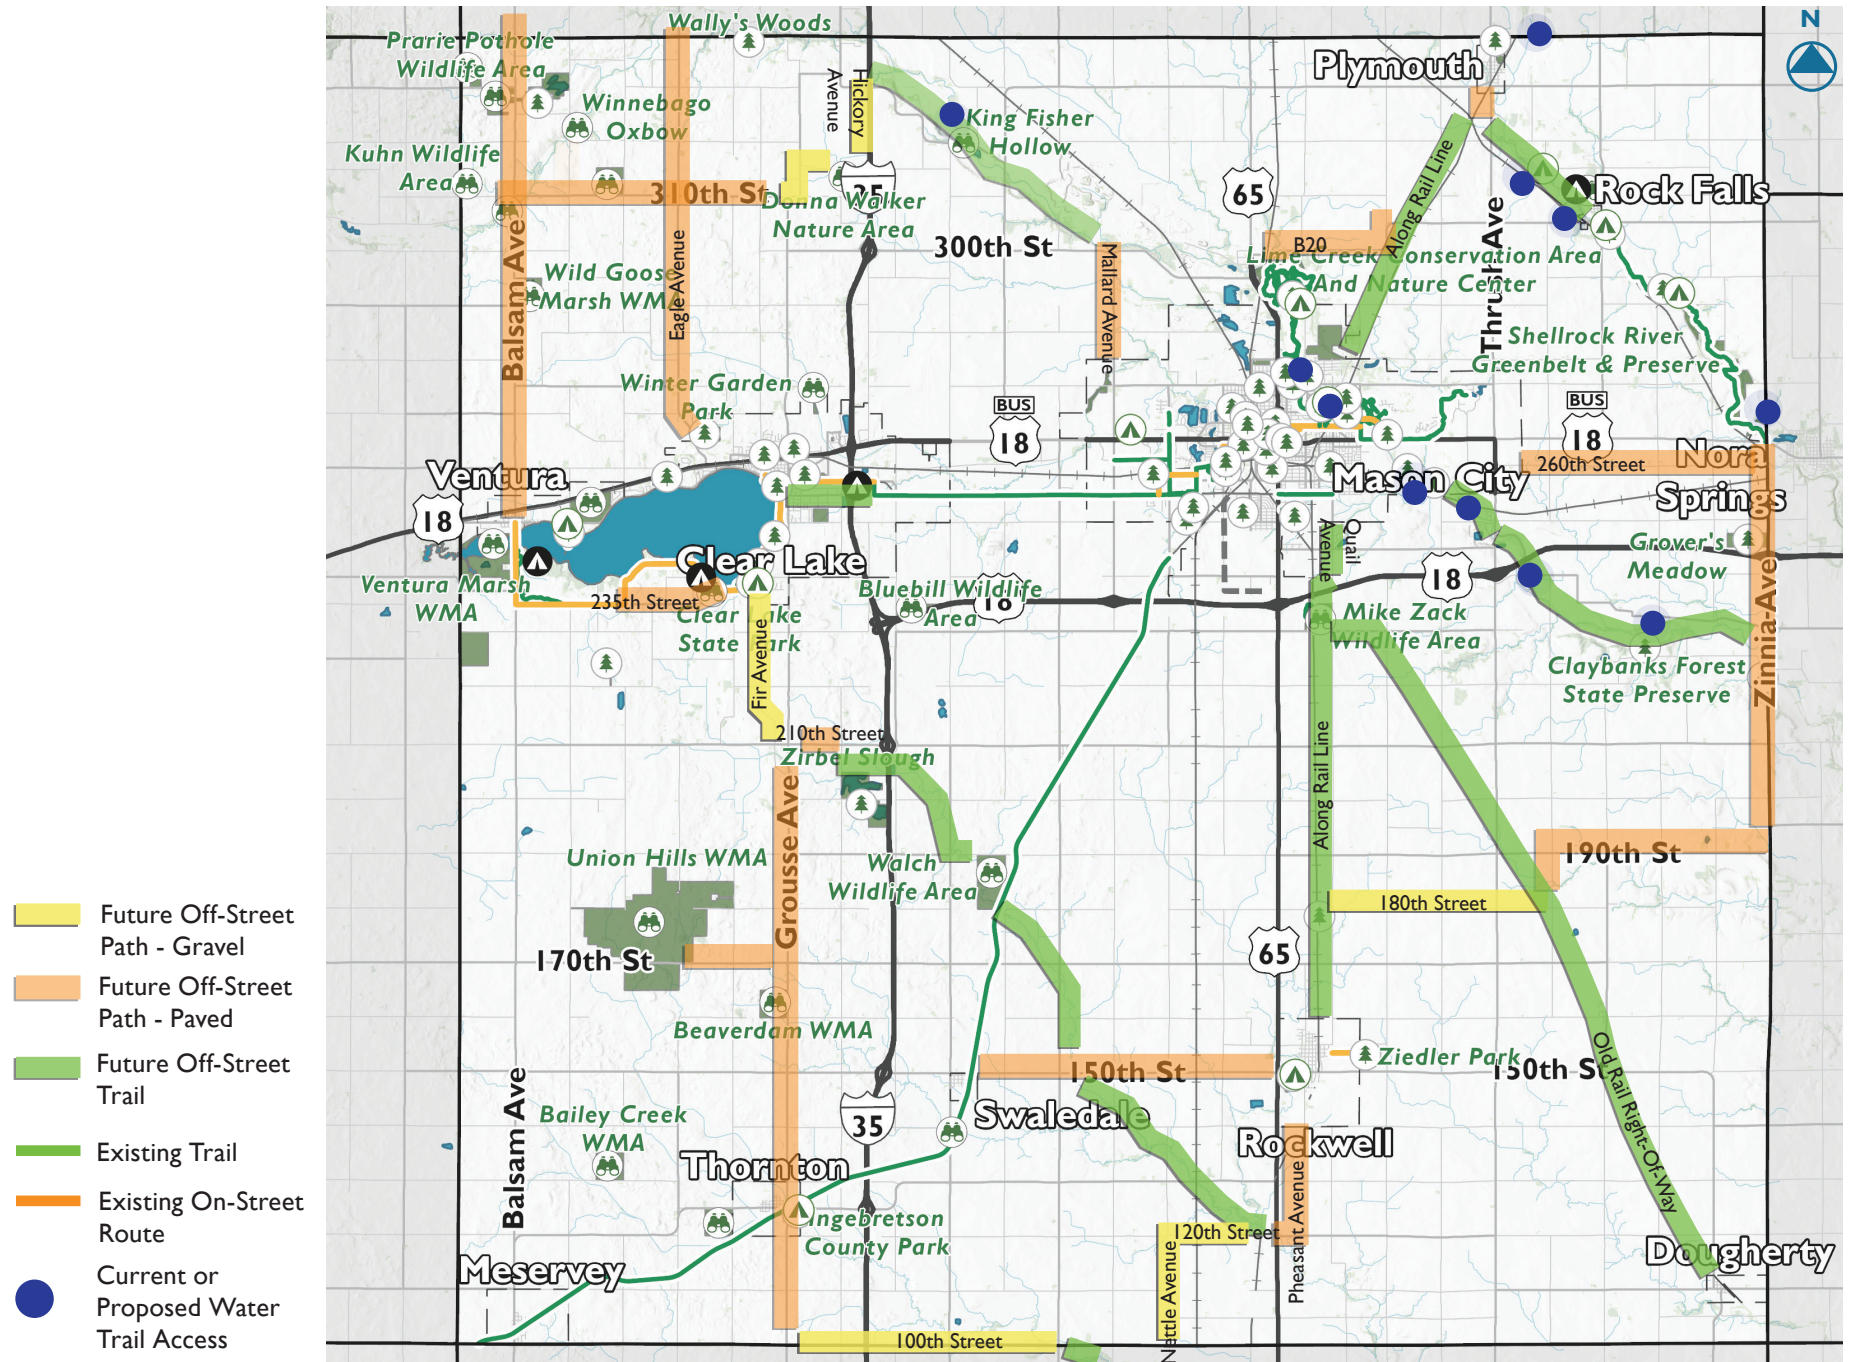 Wally's Woods
N
Prarie Pothole
Wildlife Area
Plymouth
Hickory
Avenue
Winnebago
Oxbow
King Fisher
Hollow
Kuhn Wildlife
Area
310th St
35
Donna Walker
Nature Area
65
Along Rail Line
Rock Falls
Thrush Ave
300th St
B20
Lime Creek Conservation Area
And Nature Center
Balsam Ave
Eagle Avenue
Wild Goose
Marsh WMA
Mallard Avenue
Shellrock River
Greenbelt & Preserve
Winter Garden
Park
BUS
18
BUS
18
260th Street
Nora
Springs
Ventura
18
Mason City
Quail
Avenue
Grover's
Meadow
Clear Lake
18
Ventura Marsh
WMA
235th Street
Clear Lake
State Park
Bluebill Wildlife
Area
18
Mike Zack
Wildlife Area
Zinnia-Ave
Claybanks Forest
State Preserve
Fir Avenue
210th Street
Zirbel Slough
Along Rail Line
Grousse Ave
Union Hills WMA
Walch
Wildlife Area
190th St
180th Street
170th St
65
Beaverdam WMA
150th St
Ziedler Park
150th St
Old Rail Right-Of-Way
Balsam Ave
Bailey Creek
WMA
35
Swaledale
Rockwell
Thornton
Pheasant Avenue
Ingebretson
County Park
120th Street
Nettle Avenue
Meservey
Dougherty
100th Street
Future Off-Street
Path - Gravel
Future Off-Street
Path - Paved
Future Off-Street
Trail
Existing Trail
Existing On-Street
Route
Current or
Proposed Water
Trail Access